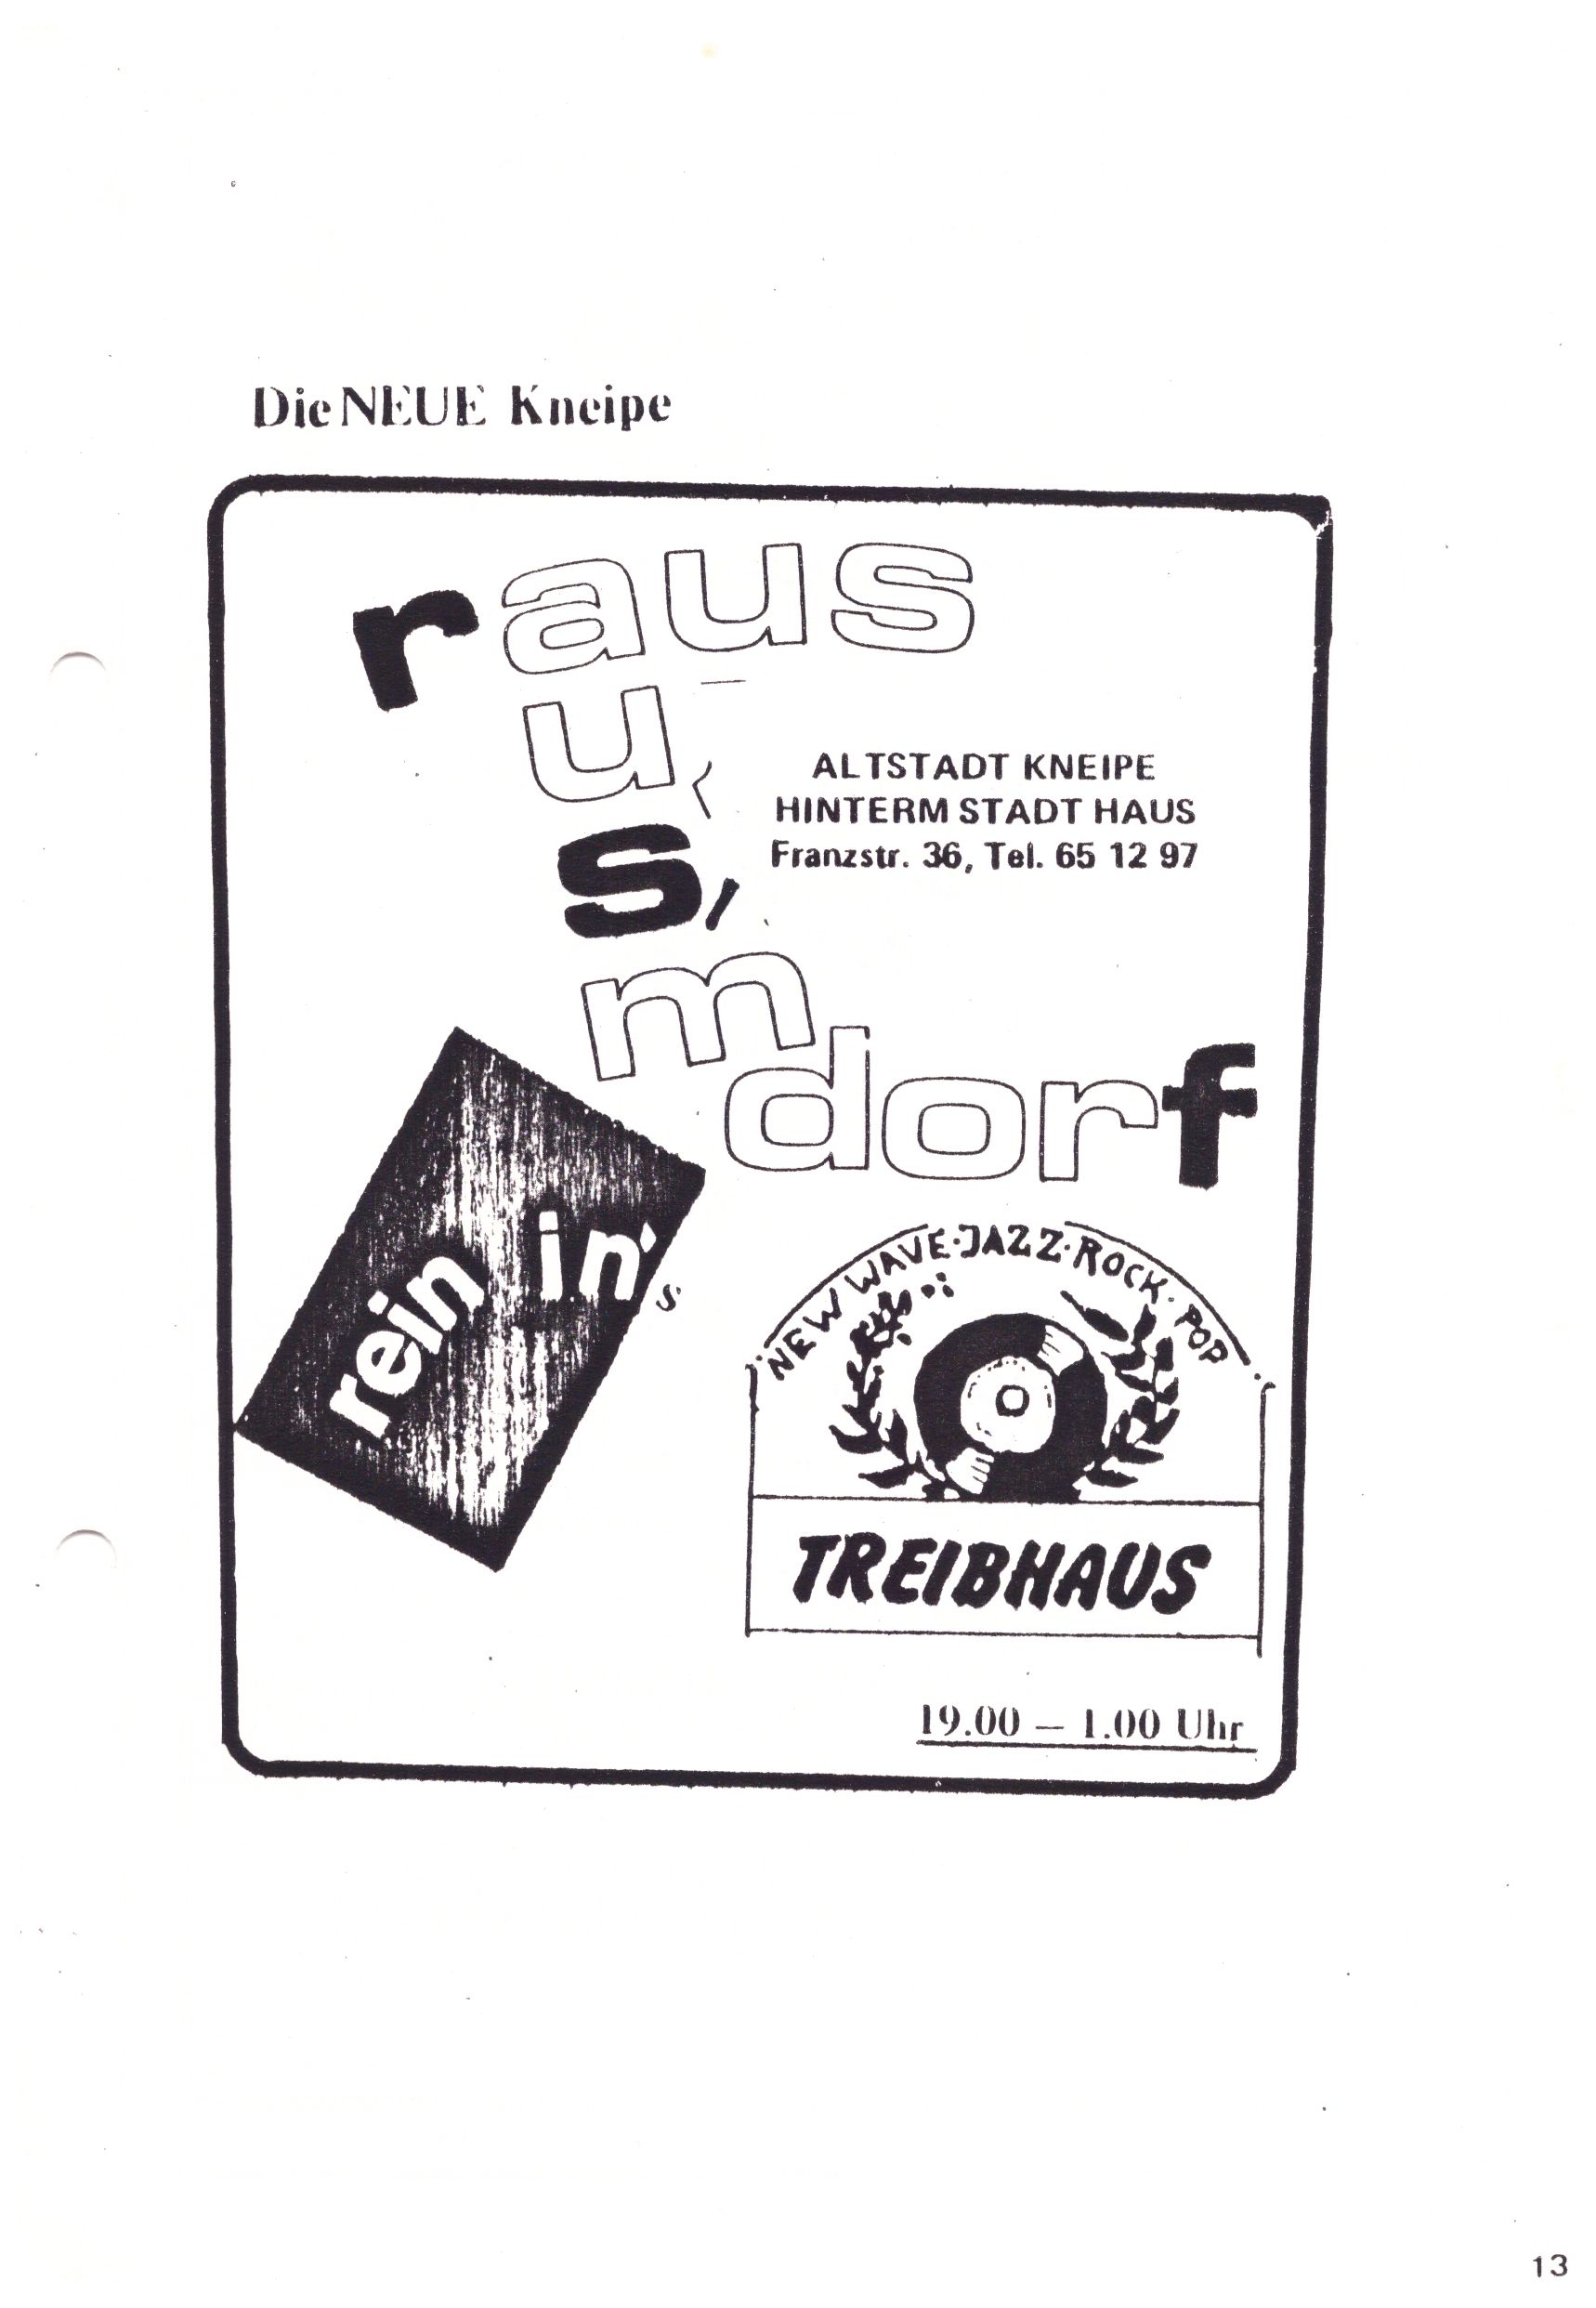 Die NEUE Kneipe
raus
aus'm
dorf
ALTSTADT KNEIPE
HINTERM STADT HAUS
Franzstr. 36, Tel. 65 12 97
rein in's
NEW WAVE·JAZZ·ROCK·POP
TREIBHAUS
19.00 – 1.00 Uhr
13